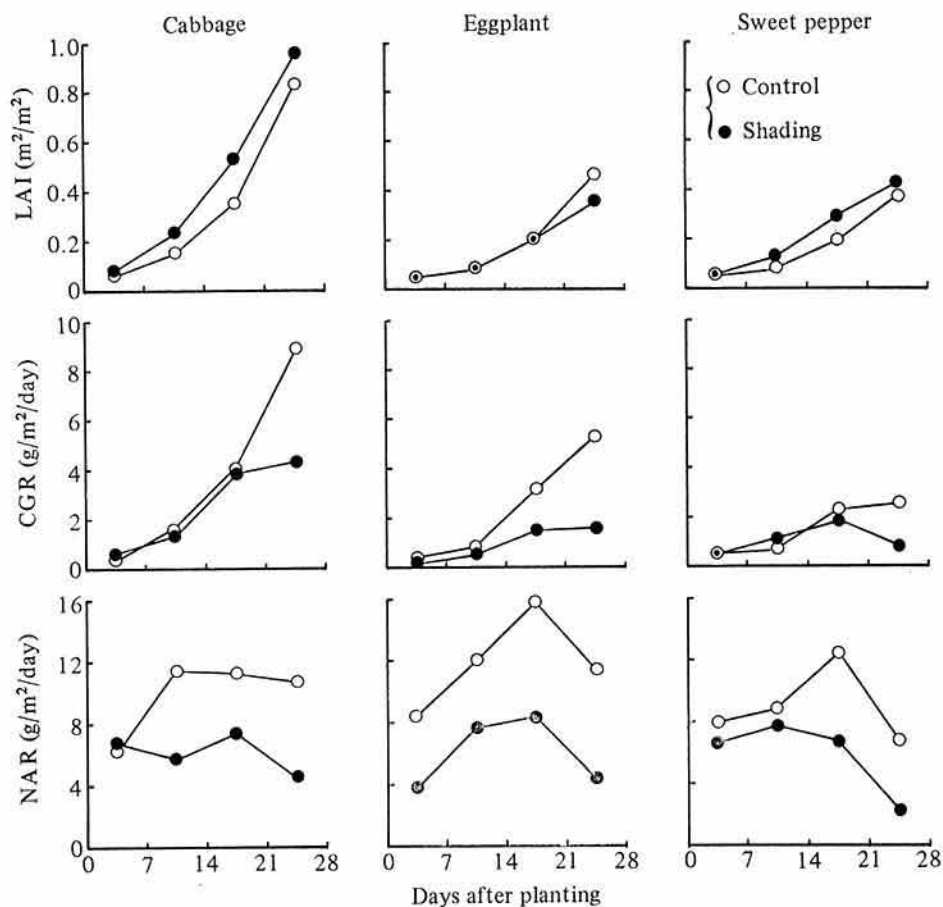 Cabbage Eggplant Sweet pepper
1.0
0.8
0.6
0.4
0.2
0
LAI (m²/m²)
Control
Shading
10
8
6
4
2
0
CGR (g/m²/day)
16
12
8
4
0
NAR (g/m²/day)
0 7 14 21 28 0 7 14 21 28 0 7 14 21 28
Days after planting